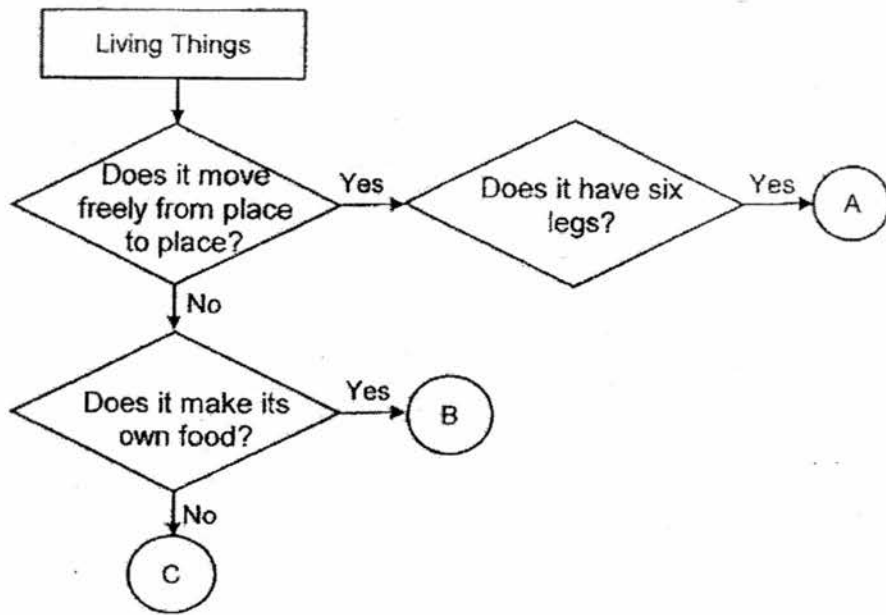 Living Things
Does it move
freely from place
to place?
Yes
Does it have six
legs?
Yes
A
No
Does it make its
own food?
Yes
B
No
C